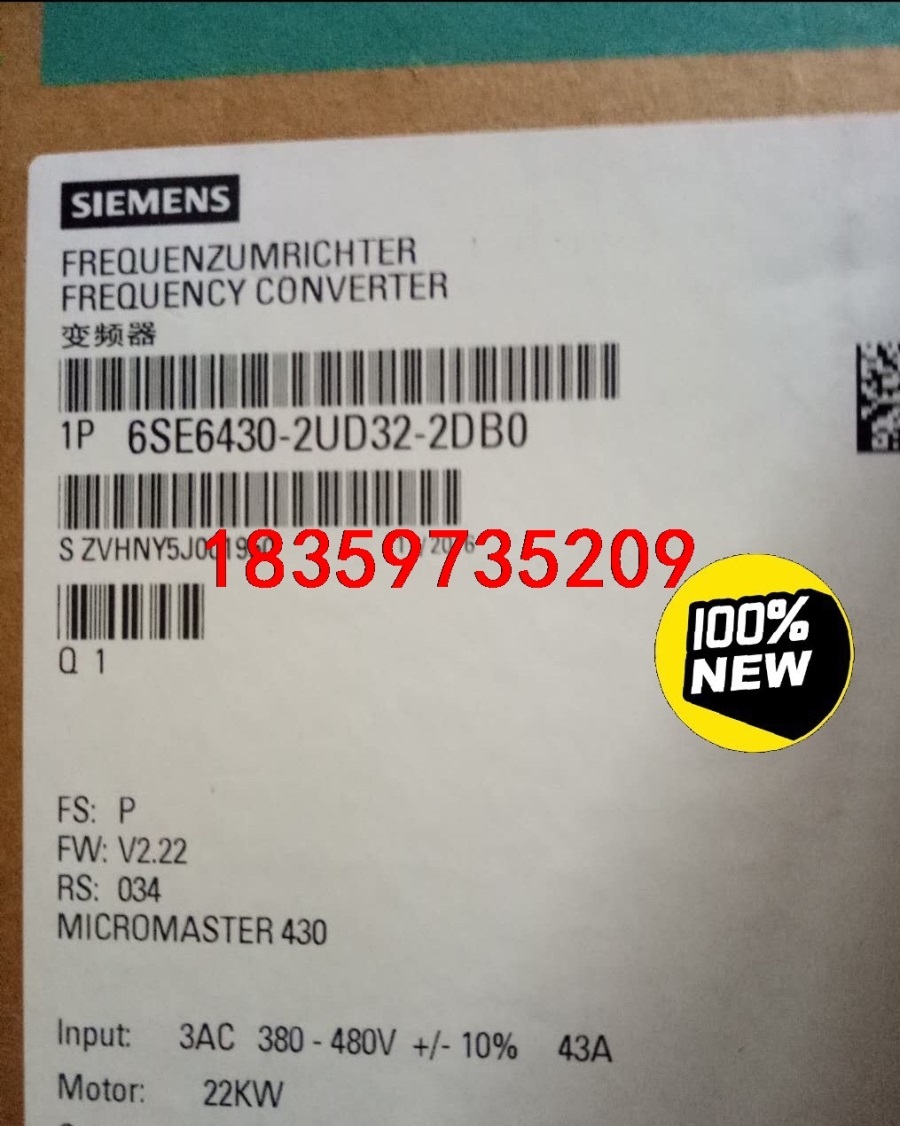 SIEMENS
FREQUENZUMRICHTER
FREQUENCY CONVERTER
变频器
1P 6SE6430-2UD32-2DB0
S
18359735209
100%
NEW
Q 1
FS: P
FW: V2.22
RS: 034
MICROMASTER 430
Input: 3AC 380 - 480V +/- 10% 43A
Motor: 22KW